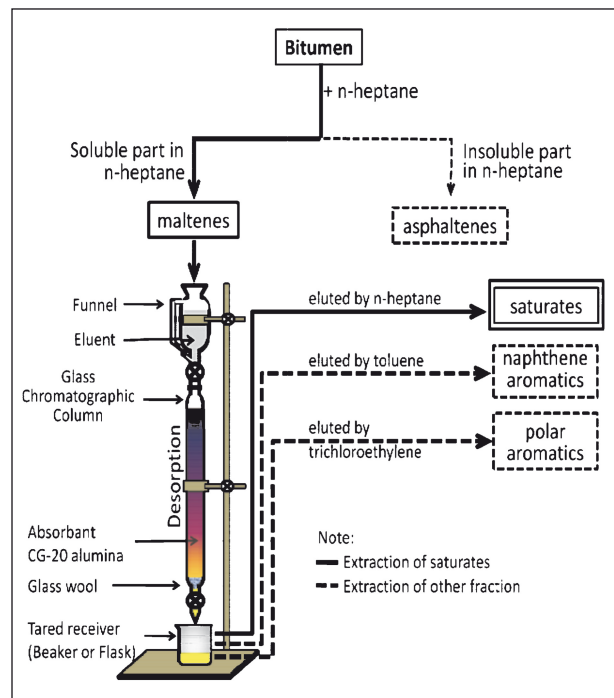 Bitumen
+ n-heptane
Soluble part in
n-heptane
Insoluble part
in n-heptane
maltenes
asphaltenes
Funnel
Eluent
Glass
Chromatographic
Column
Desorption
Absorbant
CG-20 alumina
Glass wool
Tared receiver
(Beaker or Flask)
eluted by n-heptane
saturates
eluted by toluene
naphthene
aromatics
eluted by
trichloroethylene
polar
aromatics
Note:
Extraction of saturates
Extraction of other fraction